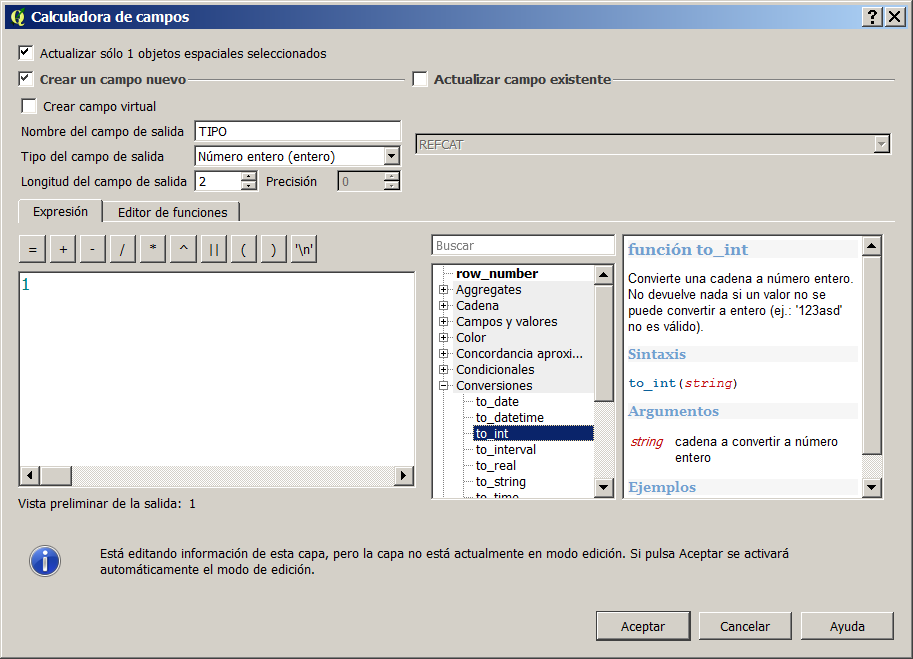 Calculadora de campos
Actualizar sólo 1 objetos espaciales seleccionados
Crear un campo nuevo
Actualizar campo existente
Crear campo virtual
Nombre del campo de salida TIPO
REFCAT
Tipo del campo de salida Número entero (entero)
Longitud del campo de salida 2 Precisión 0
Expresión Editor de funciones
= + - / * ^ || ( ) '\n'
1
Vista preliminar de la salida: 1
Buscar
row_number
Aggregates
Cadena
Campos y valores
Color
Concordancia aproxi...
Condicionales
Conversiones
to_date
to_datetime
to_int
to_interval
to_real
to_string
to_time
función to_int
Convierte una cadena a número entero.
No devuelve nada si un valor no se
puede convertir a entero (ej.: '123asd'
no es válido).
Sintaxis
to_int(string)
Argumentos
string cadena a convertir a número
entero
Ejemplos
Está editando información de esta capa, pero la capa no está actualmente en modo edición. Si pulsa Aceptar se activará
automáticamente el modo de edición.
Aceptar Cancelar Ayuda